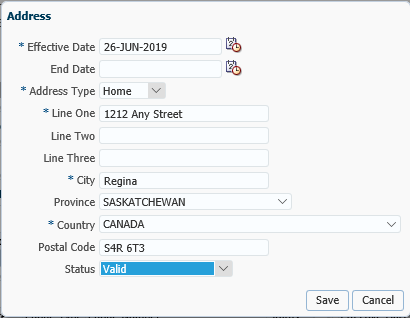 Address
* Effective Date 26-JUN-2019
End Date
* Address Type Home
* Line One 1212 Any Street
Line Two
Line Three
* City Regina
Province SASKATCHEWAN
* Country CANADA
Postal Code S4R 6T3
Status Valid
Save Cancel